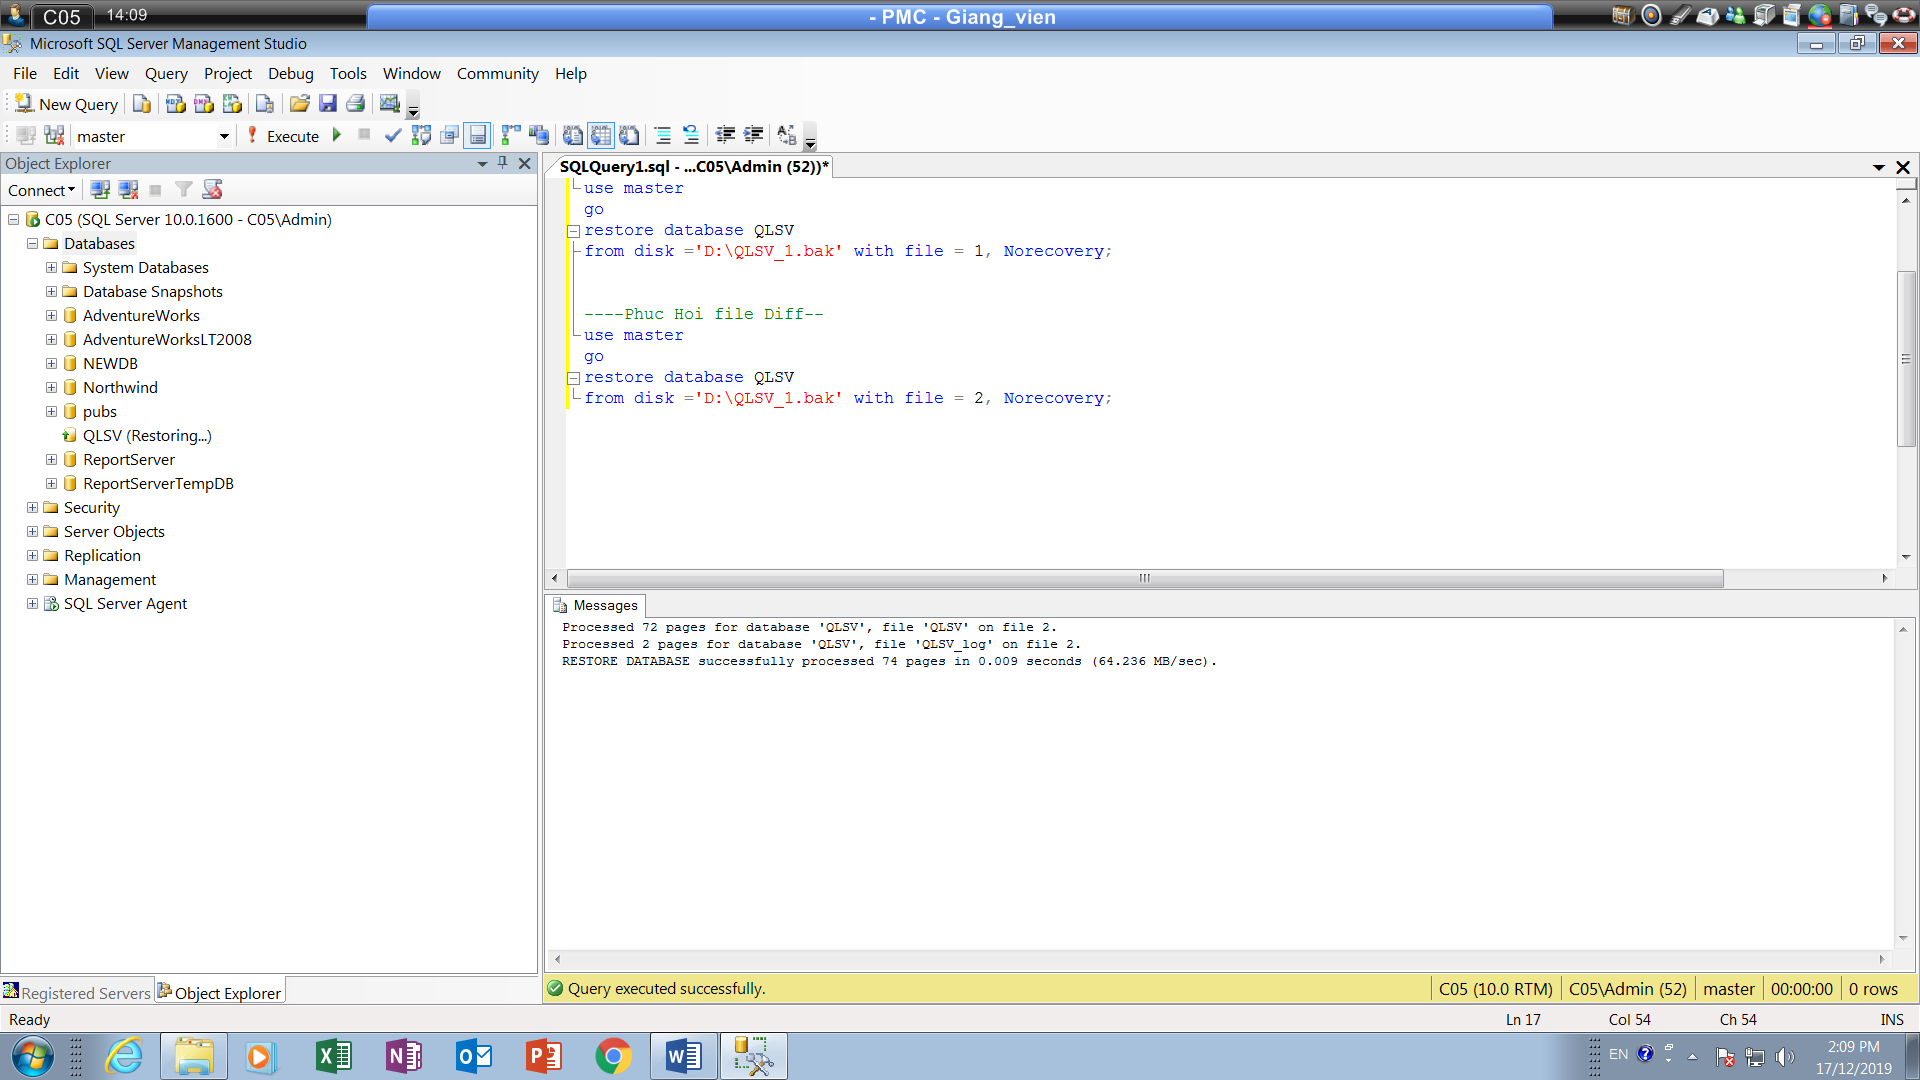 C05
14:09
- PMC - Giang_vien
Microsoft SQL Server Management Studio
File Edit View Query Project Debug Tools Window Community Help
New Query
master
Execute
Object Explorer
Connect
C05 (SQL Server 10.0.1600 - C05\Admin)
Databases
System Databases
Database Snapshots
AdventureWorks
AdventureWorksLT2008
NEWDB
Northwind
pubs
QLSV (Restoring...)
ReportServer
ReportServerTempDB
Security
Server Objects
Replication
Management
SQL Server Agent
Registered Servers
Object Explorer
SQLQuery1.sql - ...C05\Admin (52))*
use master
go
restore database QLSV
from disk ='D:\QLSV_1.bak' with file = 1, Norecovery;
----Phuc Hoi file Diff--
use master
go
restore database QLSV
from disk ='D:\QLSV_1.bak' with file = 2, Norecovery;
Messages
Processed 72 pages for database 'QLSV', file 'QLSV' on file 2.
Processed 2 pages for database 'QLSV', file 'QLSV_log' on file 2.
RESTORE DATABASE successfully processed 74 pages in 0.009 seconds (64.236 MB/sec).
Query executed successfully.
C05 (10.0 RTM)
C05\Admin (52)
master
00:00:00
0 rows
Ready
Ln 17
Col 54
Ch 54
INS
EN
2:09 PM
17/12/2019